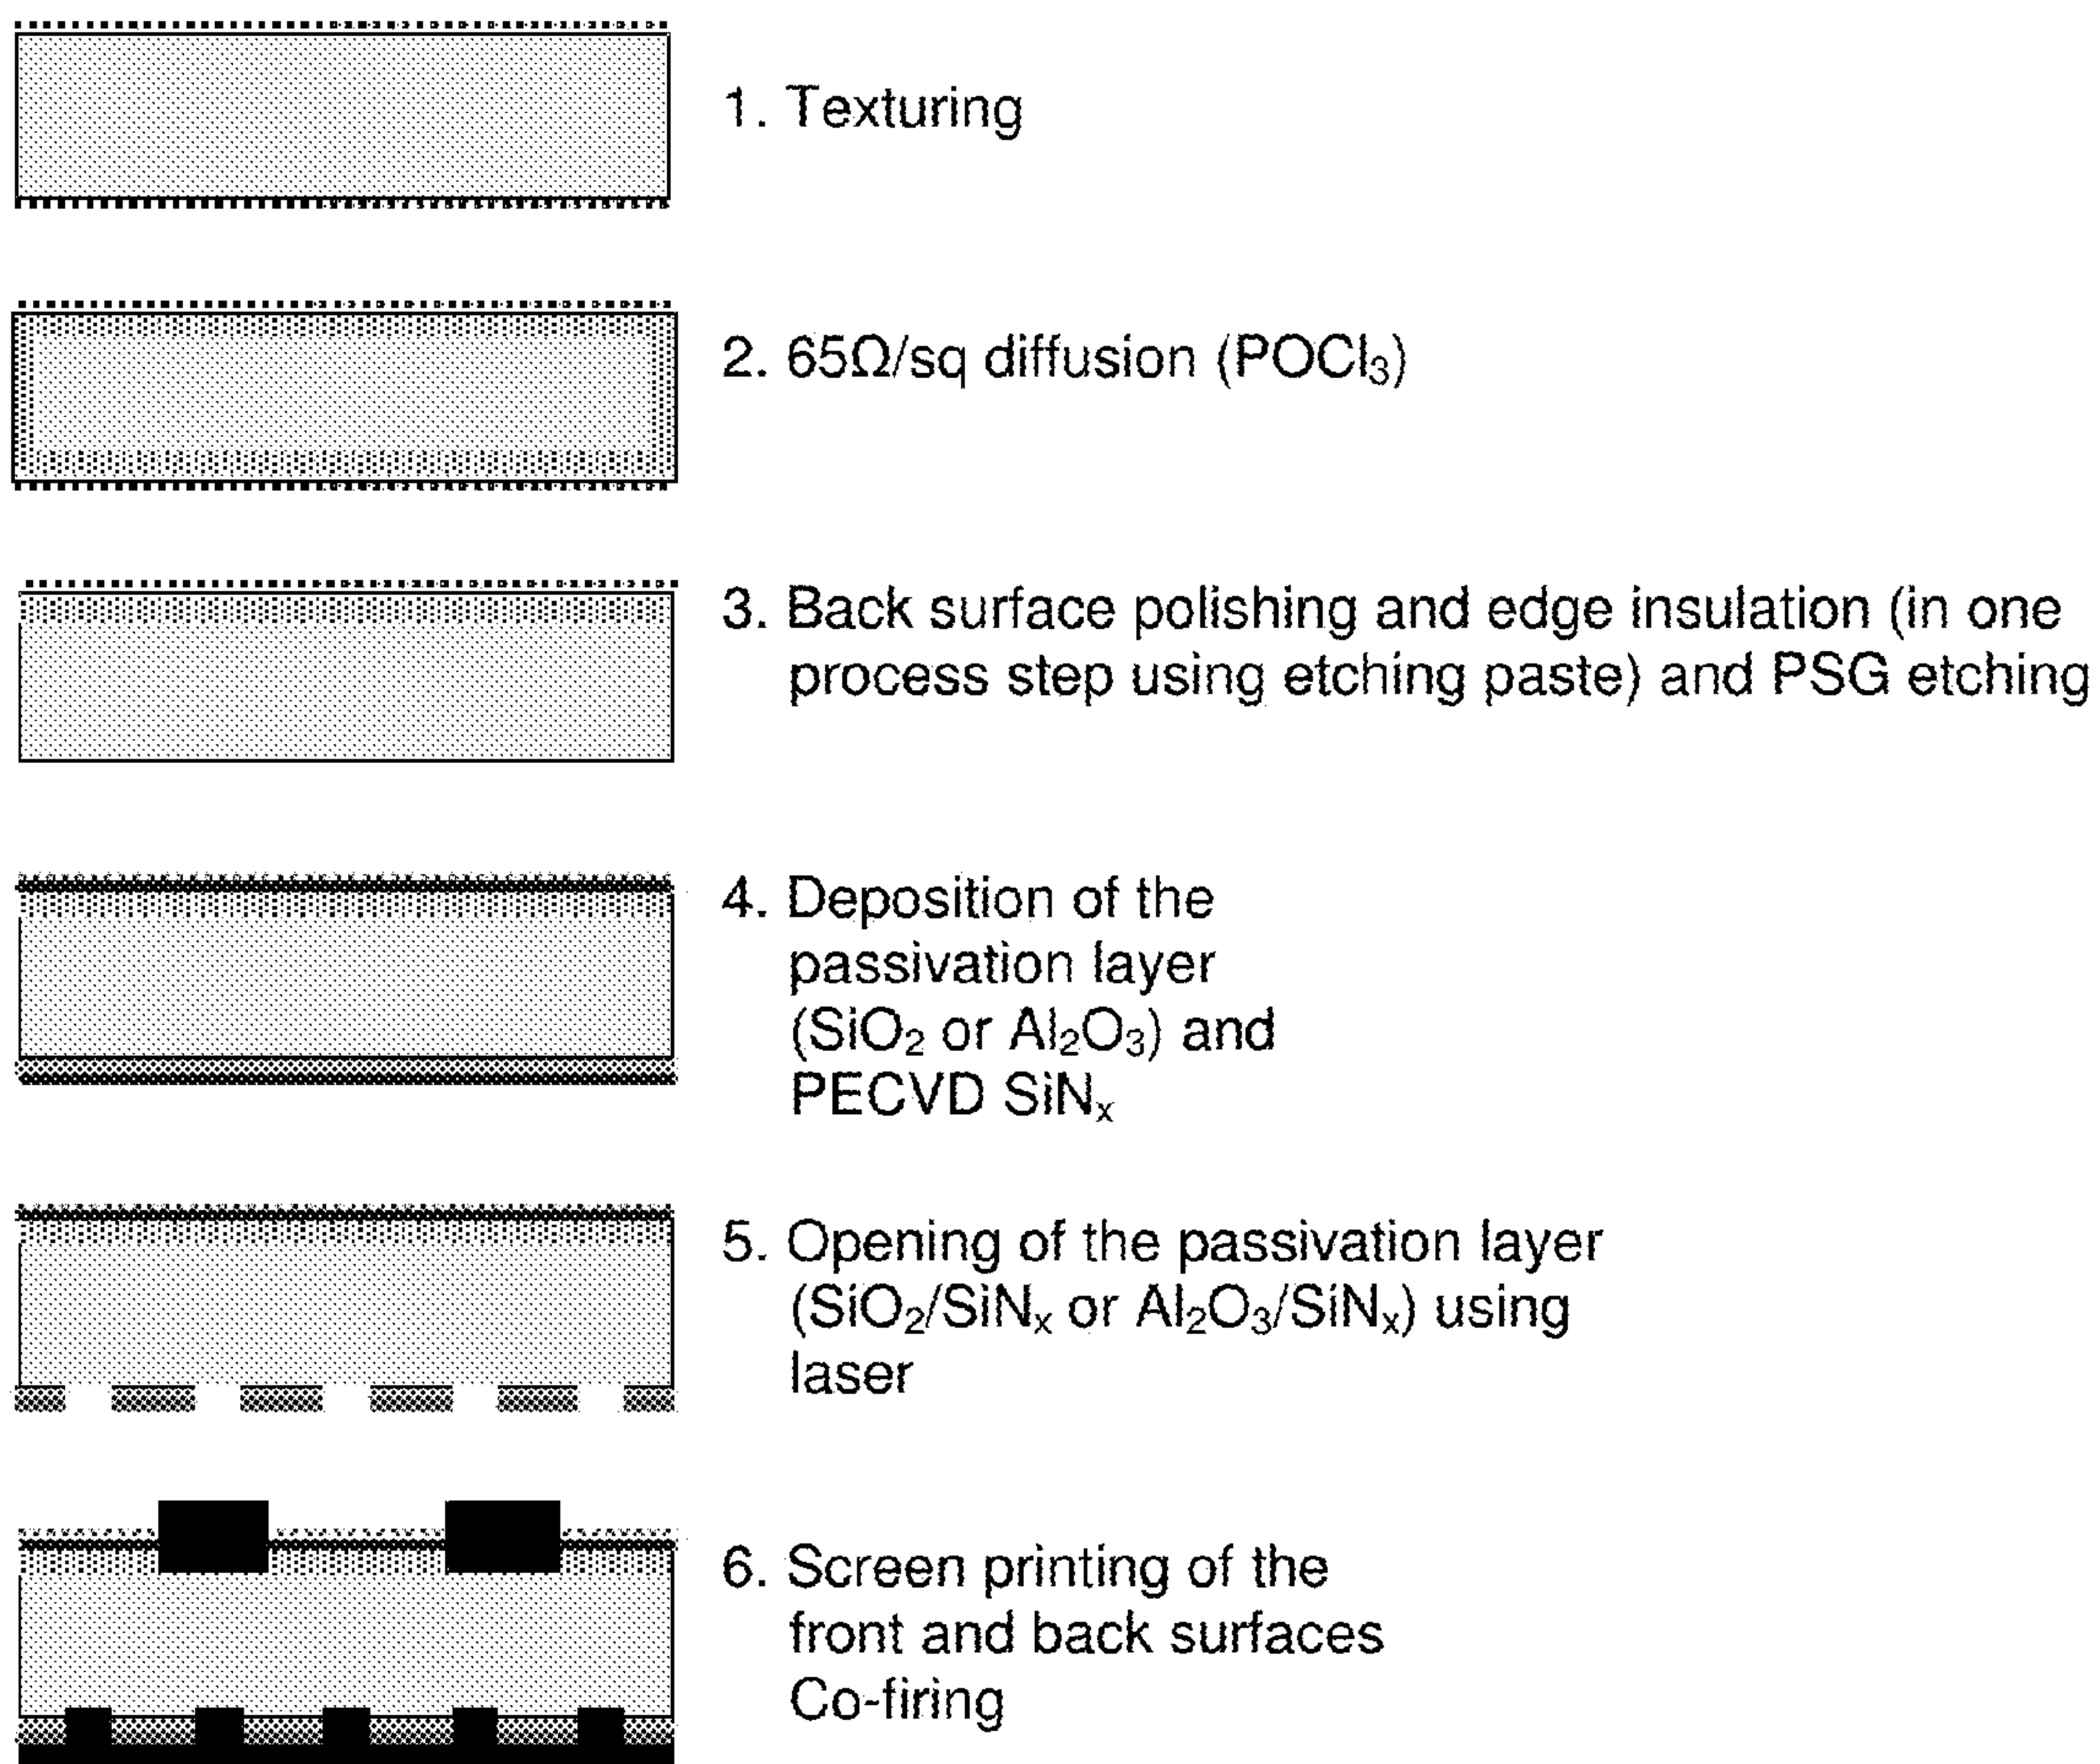 1. Texturing
2. 65Ω/sq diffusion (POCl₃)
3. Back surface polishing and edge insulation (in one
process step using etching paste) and PSG etching
4. Deposition of the
passivation layer
(SiO₂ or Al₂O₃) and
PECVD SiNₓ
5. Opening of the passivation layer
(SiO₂/SiNₓ or Al₂O₃/SiNₓ) using
laser
6. Screen printing of the
front and back surfaces
Co-firing